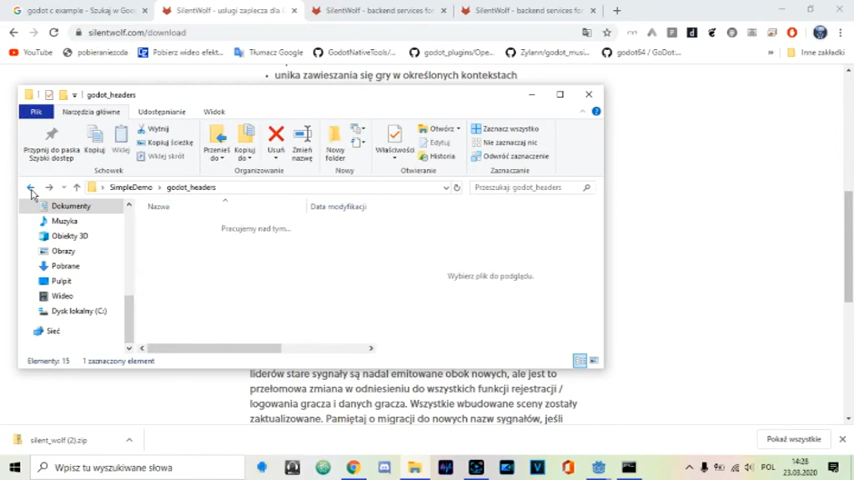 godot c example - Szukaj w Goo
SilentWolf - usługi zaplecza dla G
SilentWolf - backend services for
SilentWolf - backend services for
silentwolf.com/download
YouTube
pobieraniezoca
Pobierz wideo efekt...
Tłumacz Google
GodotNativeTools/...
godot_plugins/Ope...
Zylann/godot_musi...
godot64 / GoDot...
Inne zakładki
unika zawieszania się gry w określonych kontekstach
godot_headers
Plik
Narzędzia główne
Udostępnianie
Widok
Przypnij do paska Szybki dostęp
Kopiuj
Wklej
Wytnij
Kopiuj ścieżkę
Wklej skrót
Schowek
Przenieś do
Kopiuj do
Usuń
Zmień nazwę
Organizowanie
Nowy folder
Nowy
Właściwości
Otwórz
Edytuj
Historia
Otwieranie
Zaznacz wszystko
Nie zaznaczaj nic
Odwróć zaznaczenie
Zaznacz
SimpleDemo
godot_headers
Przeszukaj: godot_headers
Dokumenty
Muzyka
Obiekty 3D
Obrazy
Pobrane
Pulpit
Wideo
Dysk lokalny (C:)
Sieć
Nazwa
Data modyfikacji
Pracujemy nad tym...
Wybierz plik do podglądu.
Elementy: 15
1 zaznaczony element
liderów stare sygnały są nadal emitowane obok nowych, ale jest to
przełomowa zmiana w odniesieniu do wszystkich funkcji rejestracji /
logowania gracza i danych gracza. Wszystkie wbudowane sceny zostały
zaktualizowane. Pamiętaj o migracji do nowych nazw sygnałów, jeśli
silent_wolf (2).zip
Pokaż wszystkie
Wpisz tu wyszukiwane słowa
POL
14:28
23.03.2020